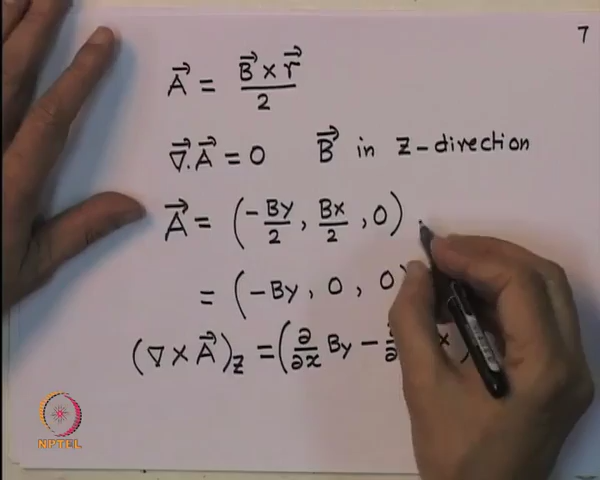 7
A⃗ = (B⃗ × r⃗)/2
∇⃗.A⃗ = 0 B⃗ in z-direction
A⃗ = (-By/2, Bx/2, 0)
= (-By, 0, 0
(∇ × A⃗)z = (∂/∂x By - x
NPTEL